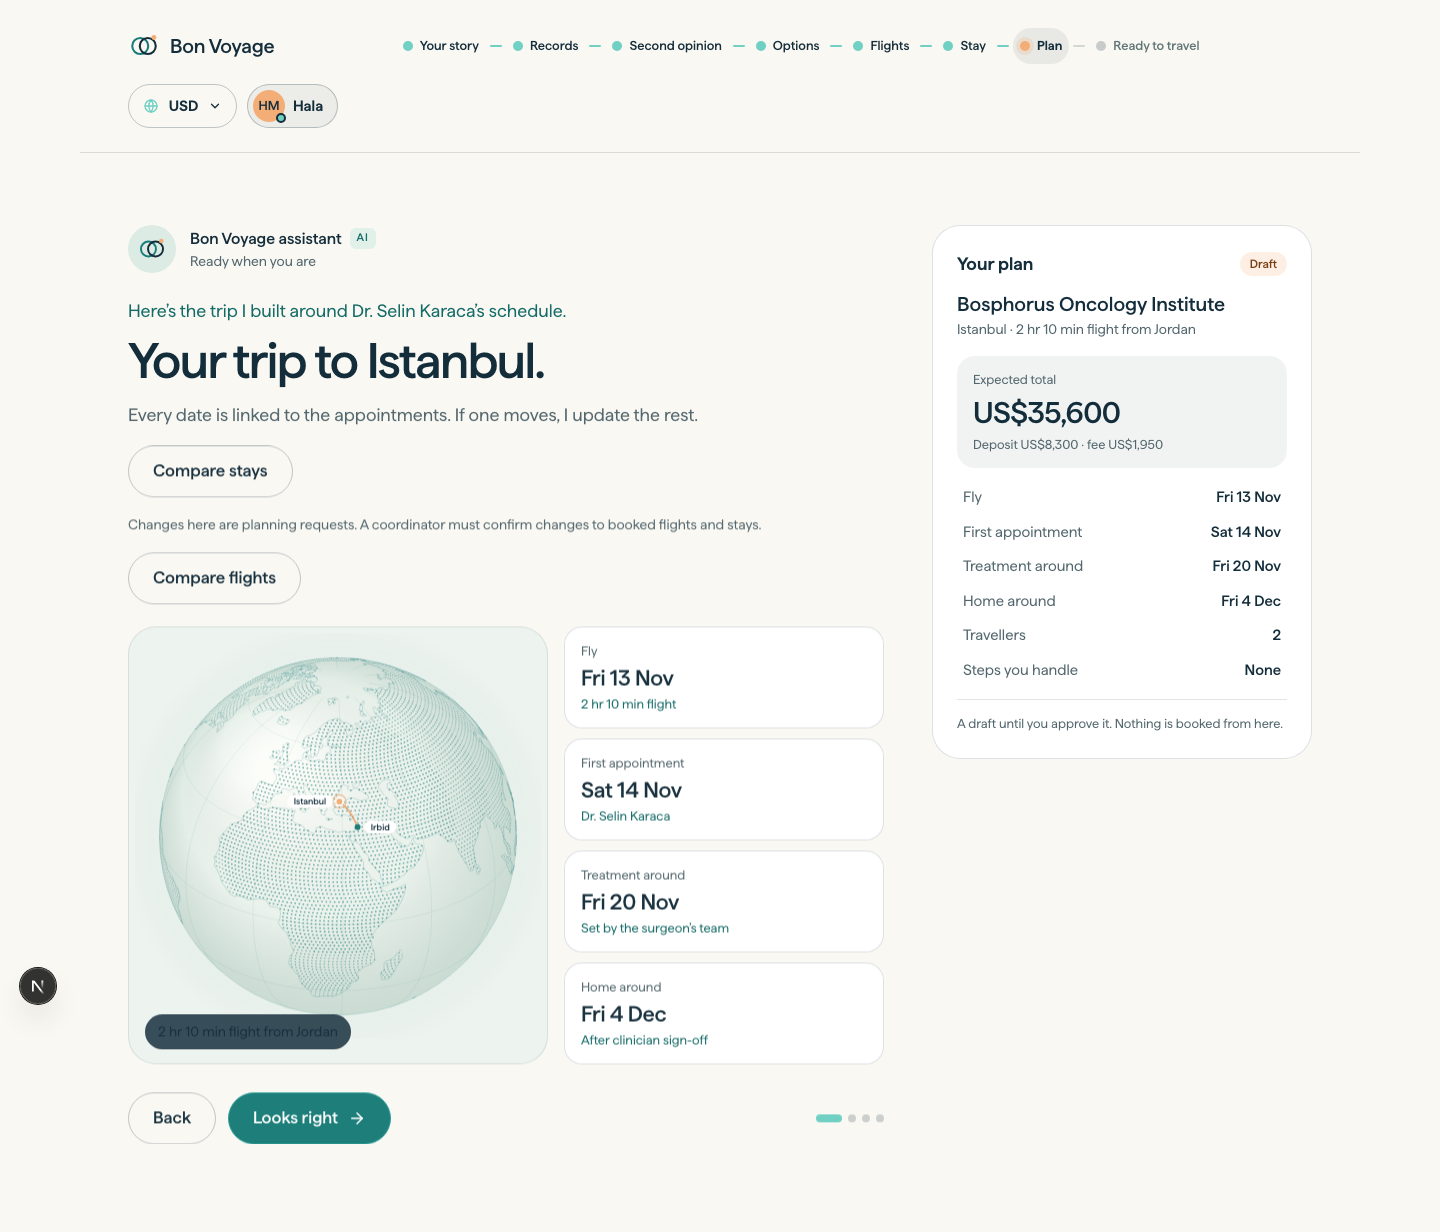 Bon Voyage
Your story
Records
Second opinion
Options
Flights
Stay
Plan
Ready to travel
USD
HM
Hala
Bon Voyage assistant AI
Ready when you are
Here's the trip I built around Dr. Selin Karaca's schedule.
Your trip to Istanbul.
Every date is linked to the appointments. If one moves, I update the rest.
Compare stays
Changes here are planning requests. A coordinator must confirm changes to booked flights and stays.
Compare flights
Istanbul
Irbid
2 hr 10 min flight from Jordan
Fly
Fri 13 Nov
2 hr 10 min flight
First appointment
Sat 14 Nov
Dr. Selin Karaca
Treatment around
Fri 20 Nov
Set by the surgeon's team
Home around
Fri 4 Dec
After clinician sign-off
Back
Looks right
Your plan
Draft
Bosphorus Oncology Institute
Istanbul · 2 hr 10 min flight from Jordan
Expected total
US$35,600
Deposit US$8,300 · fee US$1,950
Fly Fri 13 Nov
First appointment Sat 14 Nov
Treatment around Fri 20 Nov
Home around Fri 4 Dec
Travellers 2
Steps you handle None
A draft until you approve it. Nothing is booked from here.
N